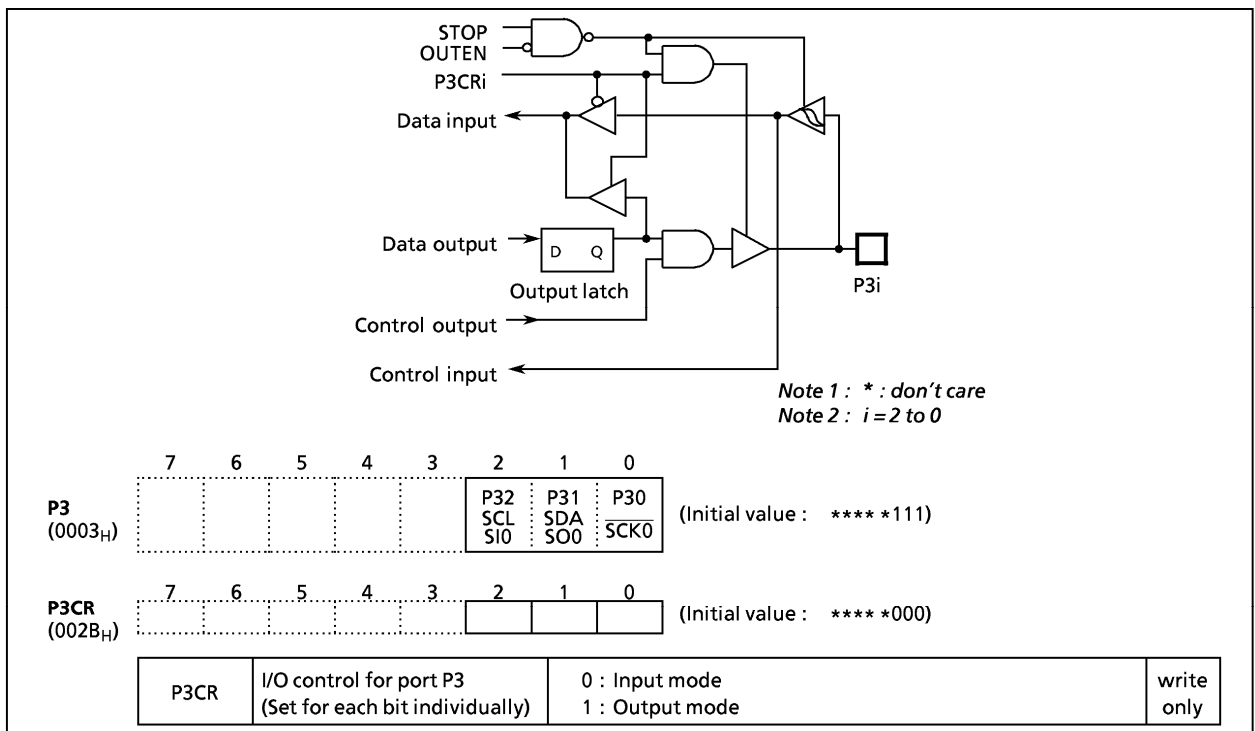 STOP
OUTEN
P3CRi
Data input
Data output
D Q
Output latch
P3i
Control output
Control input
Note 1 : * : don't care
Note 2 : i = 2 to 0
7 6 5 4 3 2 1 0
P3
(0003H)
P32 P31 P30
SCL SDA SCK0
SI0 SO0
(Initial value : **** *111)
7 6 5 4 3 2 1 0
P3CR
(002BH)
(Initial value : **** *000)
P3CR
I/O control for port P3
(Set for each bit individually)
0 : Input mode
1 : Output mode
write
only